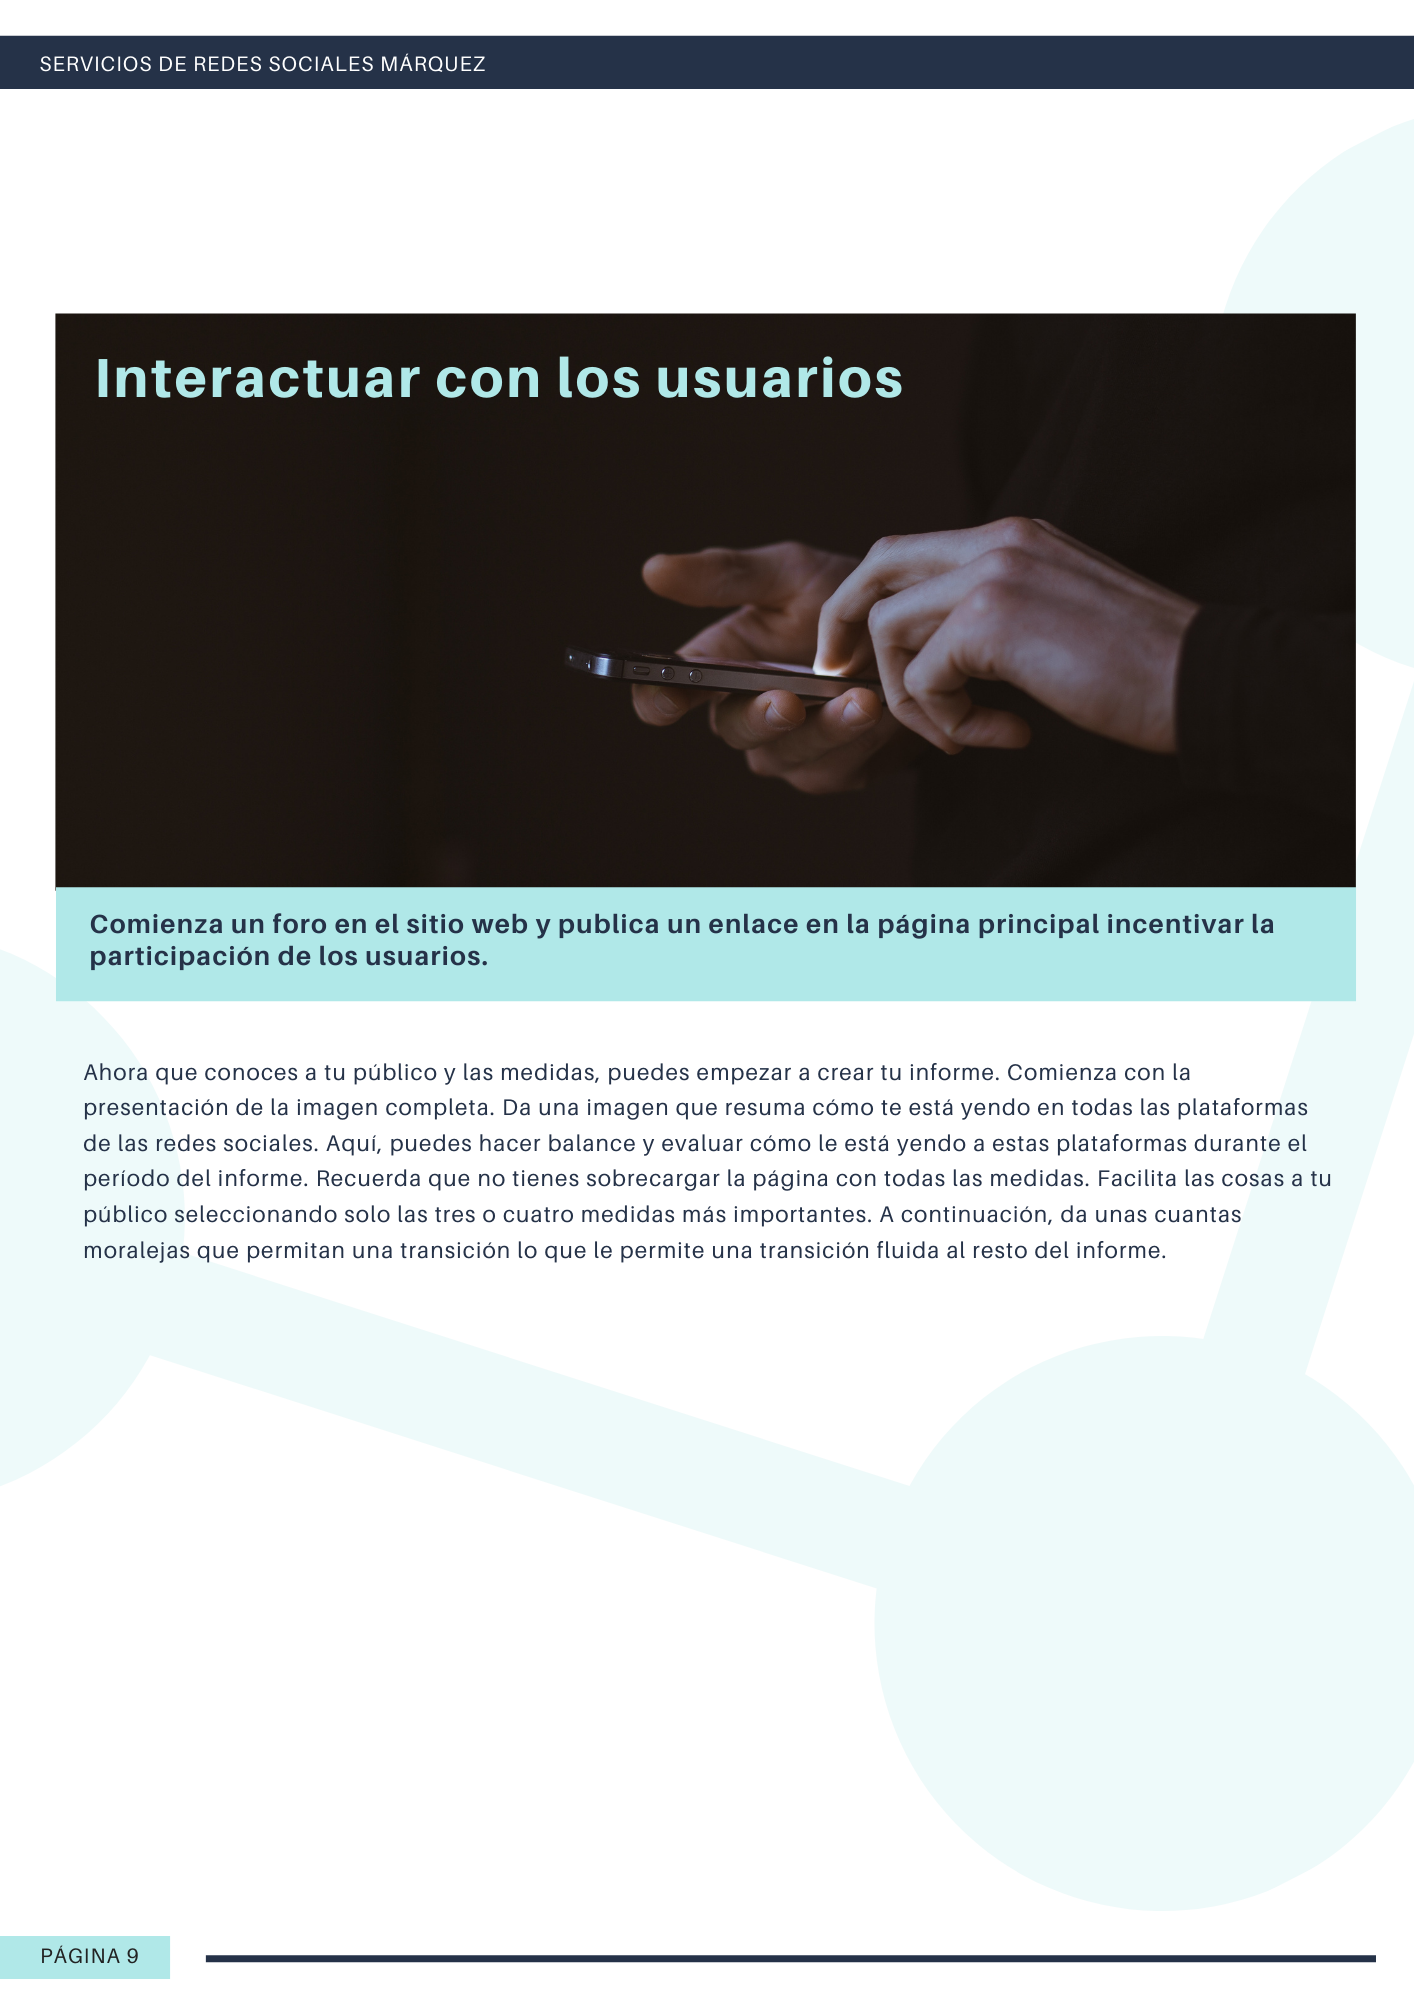 SERVICIOS DE REDES SOCIALES MÁRQUEZ
Interactuar con los usuarios
Comienza un foro en el sitio web y publica un enlace en la página principal incentivar la
participación de los usuarios.
Ahora que conoces a tu público y las medidas, puedes empezar a crear tu informe. Comienza con la
presentación de la imagen completa. Da una imagen que resuma cómo te está yendo en todas las plataformas
de las redes sociales. Aquí, puedes hacer balance y evaluar cómo le está yendo a estas plataformas durante el
período del informe. Recuerda que no tienes sobrecargar la página con todas las medidas. Facilita las cosas a tu
público seleccionando solo las tres o cuatro medidas más importantes. A continuación, da unas cuantas
moralejas que permitan una transición lo que le permite una transición fluida al resto del informe.
PÁGINA 9